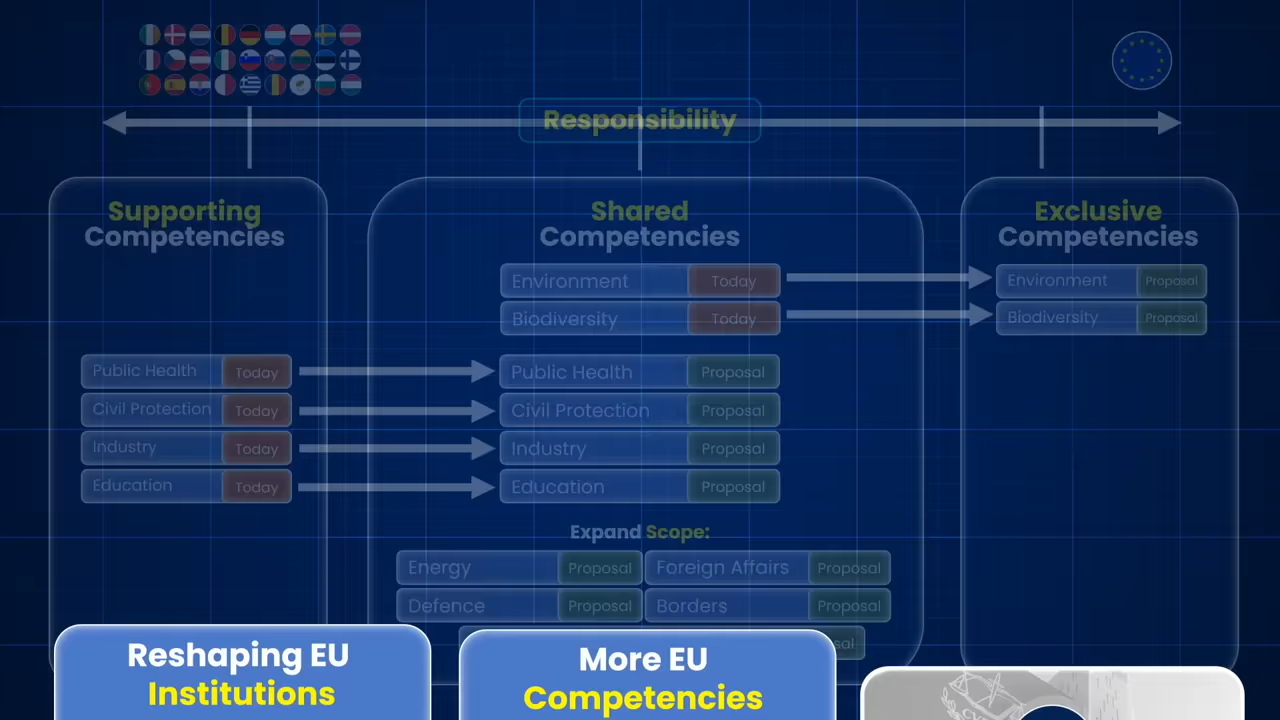 Responsibility
Supporting
Competencies
Shared
Competencies
Exclusive
Competencies
Environment Today
Environment Proposal
Biodiversity Today
Biodiversity Proposal
Public Health Today
Public Health Proposal
Civil Protection Today
Civil Protection Proposal
Industry Today
Industry Proposal
Education Today
Education Proposal
Expand Scope:
Energy Proposal
Foreign Affairs Proposal
Defence Proposal
Borders Proposal
Reshaping EU
Institutions
More EU
Competencies